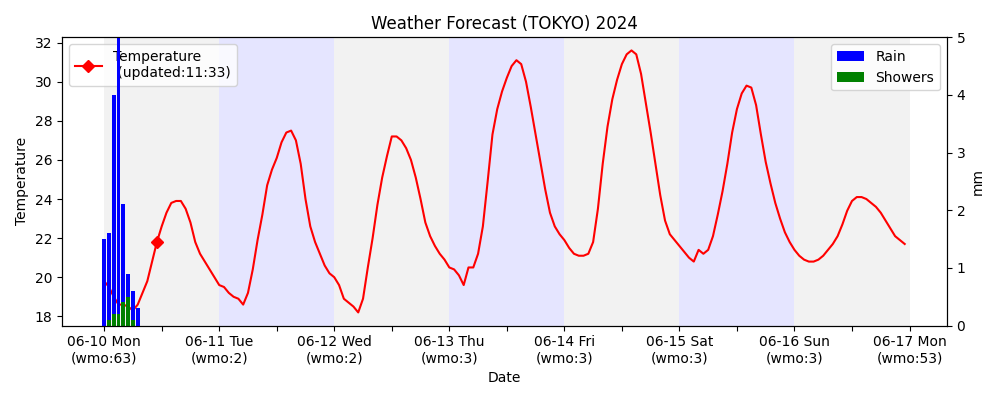 Weather Forecast (TOKYO) 2024
Temperature
(updated:11:33)
Rain
Showers
Temperature
32
30
28
26
24
22
20
18
5
4
3
2
1
0
mm
06-10 Mon
(wmo:63)
06-11 Tue
(wmo:2)
06-12 Wed
(wmo:2)
06-13 Thu
(wmo:3)
06-14 Fri
(wmo:3)
06-15 Sat
(wmo:3)
06-16 Sun
(wmo:3)
06-17 Mon
(wmo:53)
Date